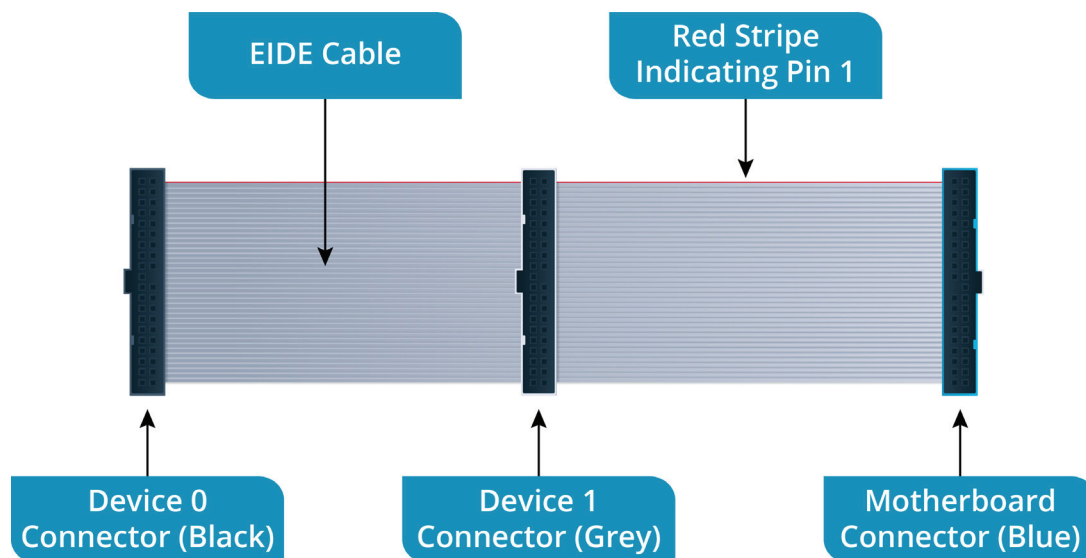 EIDE Cable
Red Stripe
Indicating Pin 1
Device 0
Connector (Black)
Device 1
Connector (Grey)
Motherboard
Connector (Blue)